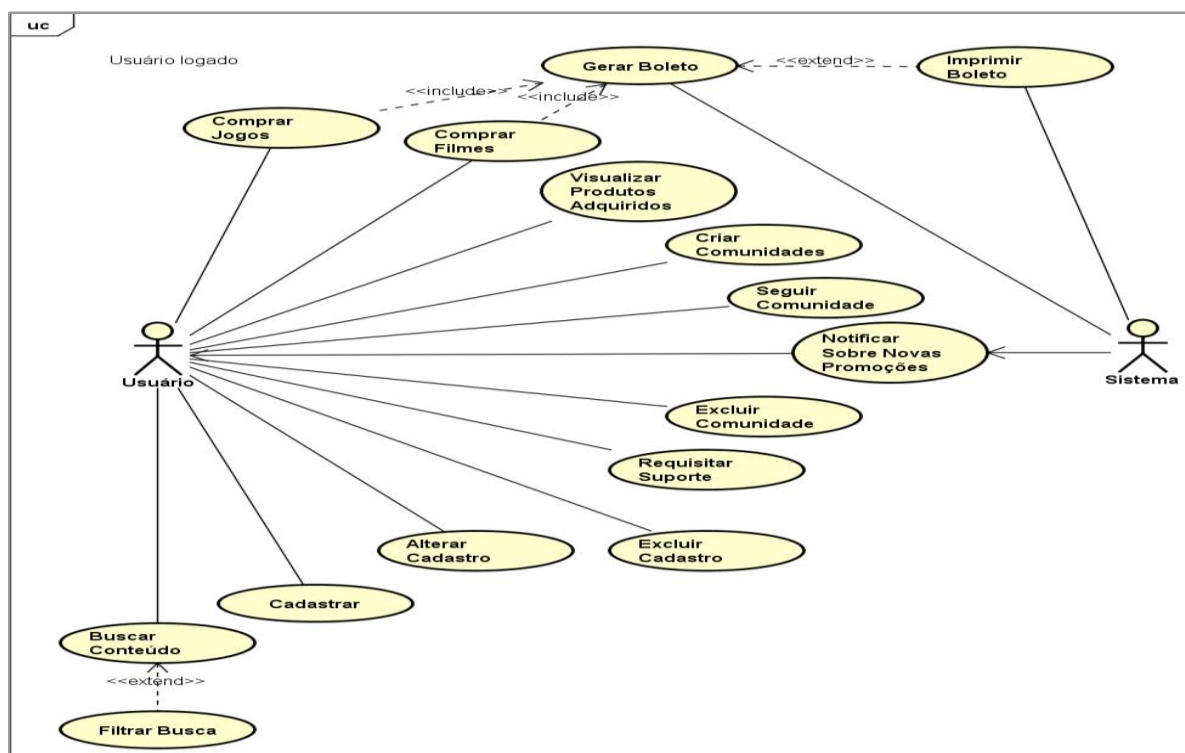 uc
Usuário logado
Gerar Boleto
<<extend>>
Imprimir
Boleto
<<include>>
<<include>>
Comprar
Jogos
Comprar
Filmes
Visualizar
Produtos
Adquiridos
Criar
Comunidades
Seguir
Comunidade
Notificar
Sobre Novas
Promoções
Usuário
Sistema
Excluir
Comunidade
Requisitar
Suporte
Alterar
Cadastro
Excluir
Cadastro
Cadastrar
Buscar
Conteúdo
<<extend>>
Filtrar Busca